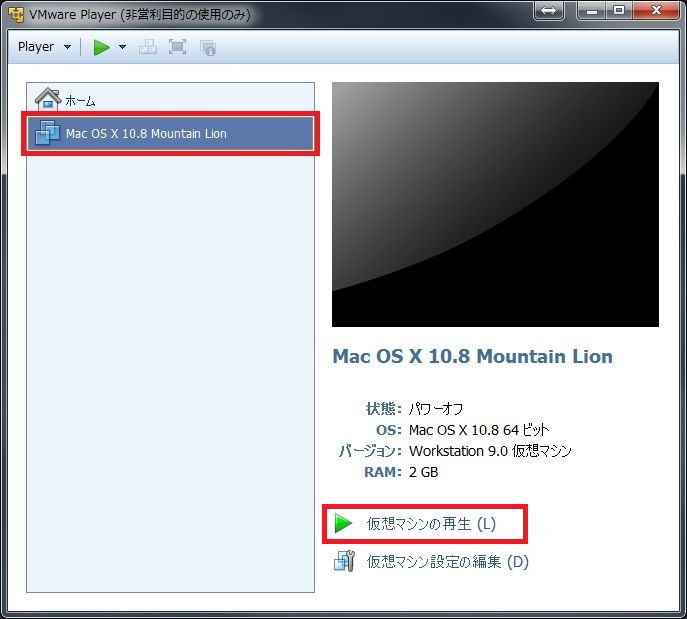 VMware Player (非営利目的の使用のみ)
Player
ホーム
Mac OS X 10.8 Mountain Lion
Mac OS X 10.8 Mountain Lion
状態: パワーオフ
OS: Mac OS X 10.8 64 ビット
バージョン: Workstation 9.0 仮想マシン
RAM: 2 GB
仮想マシンの再生 (L)
仮想マシン設定の編集 (D)